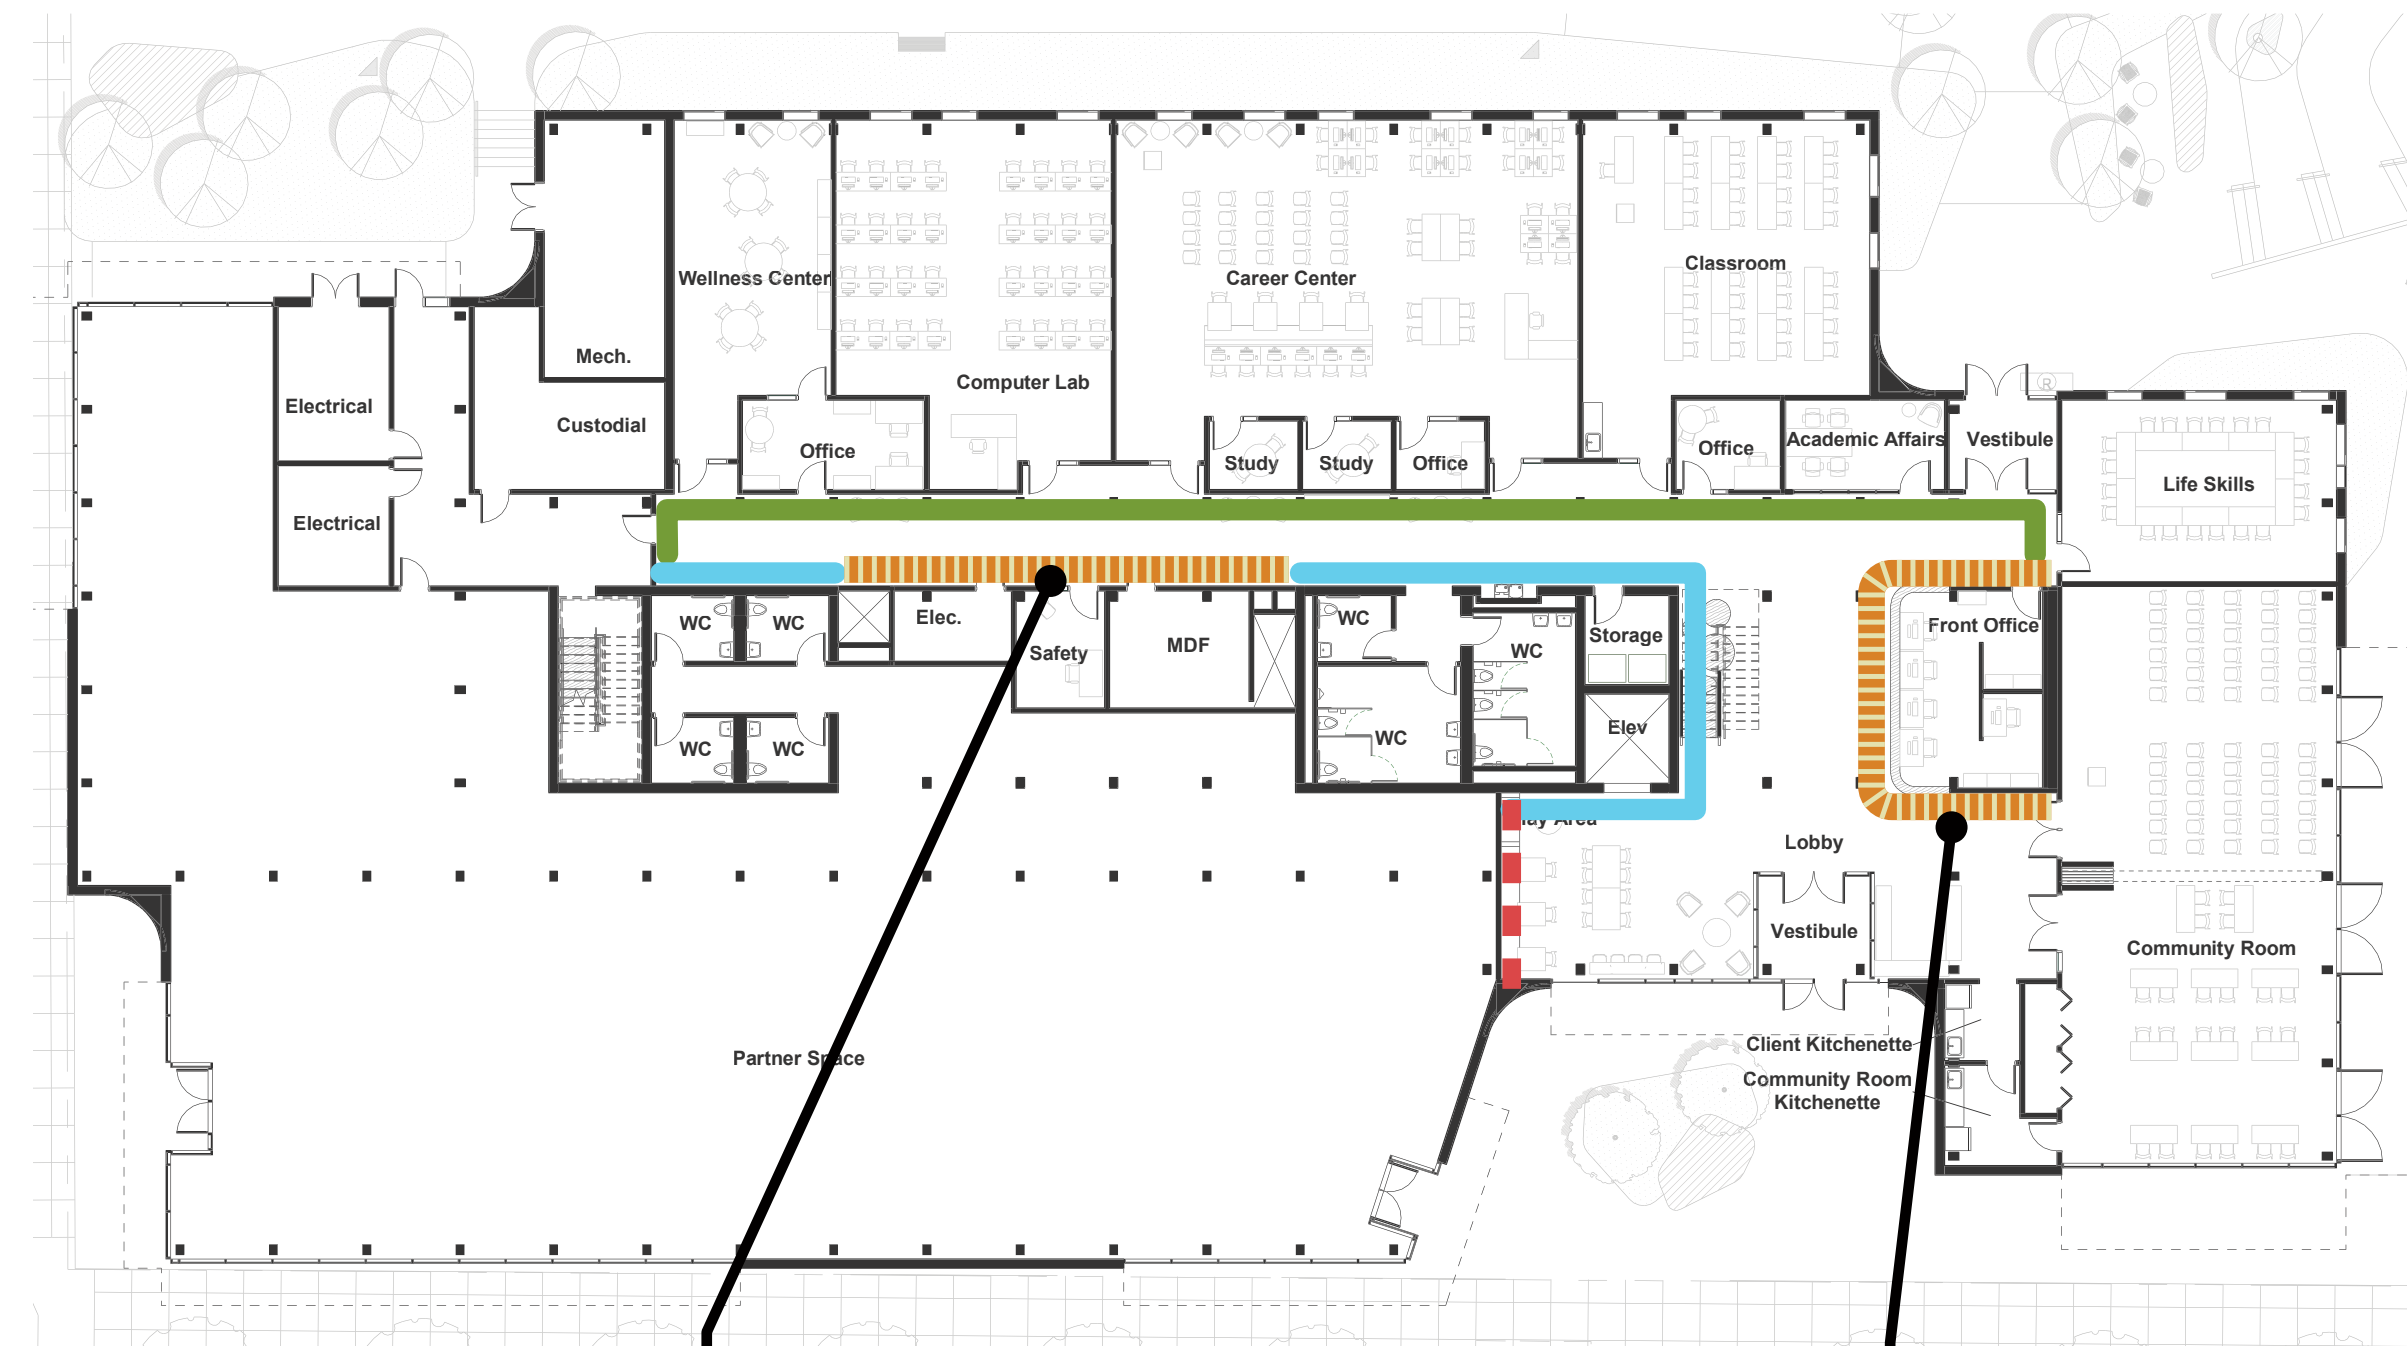 R
Classroom
Wellness Center
Career Center
Mech.
Computer Lab
Electrical
Custodial
Office
Study
Study
Office
Office
Academic Affairs
Vestibule
Life Skills
Electrical
WC
WC
Elec.
Safety
MDF
WC
WC
Storage
Front Office
WC
WC
WC
Elev
Area
Lobby
Vestibule
Community Room
Partner Space
Client Kitchenette
Community Room
Kitchenette